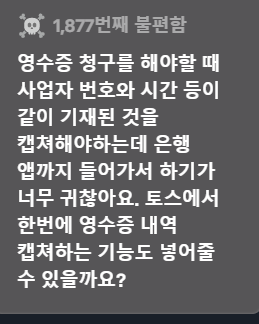 1,877번째 불편함
영수증 청구를 해야할 때
사업자 번호와 시간 등이
같이 기재된 것을
캡쳐해야하는데 은행
앱까지 들어가서 하기가
너무 귀찮아요. 토스에서
한번에 영수증 내역
캡쳐하는 기능도 넣어줄
수 있을까요?